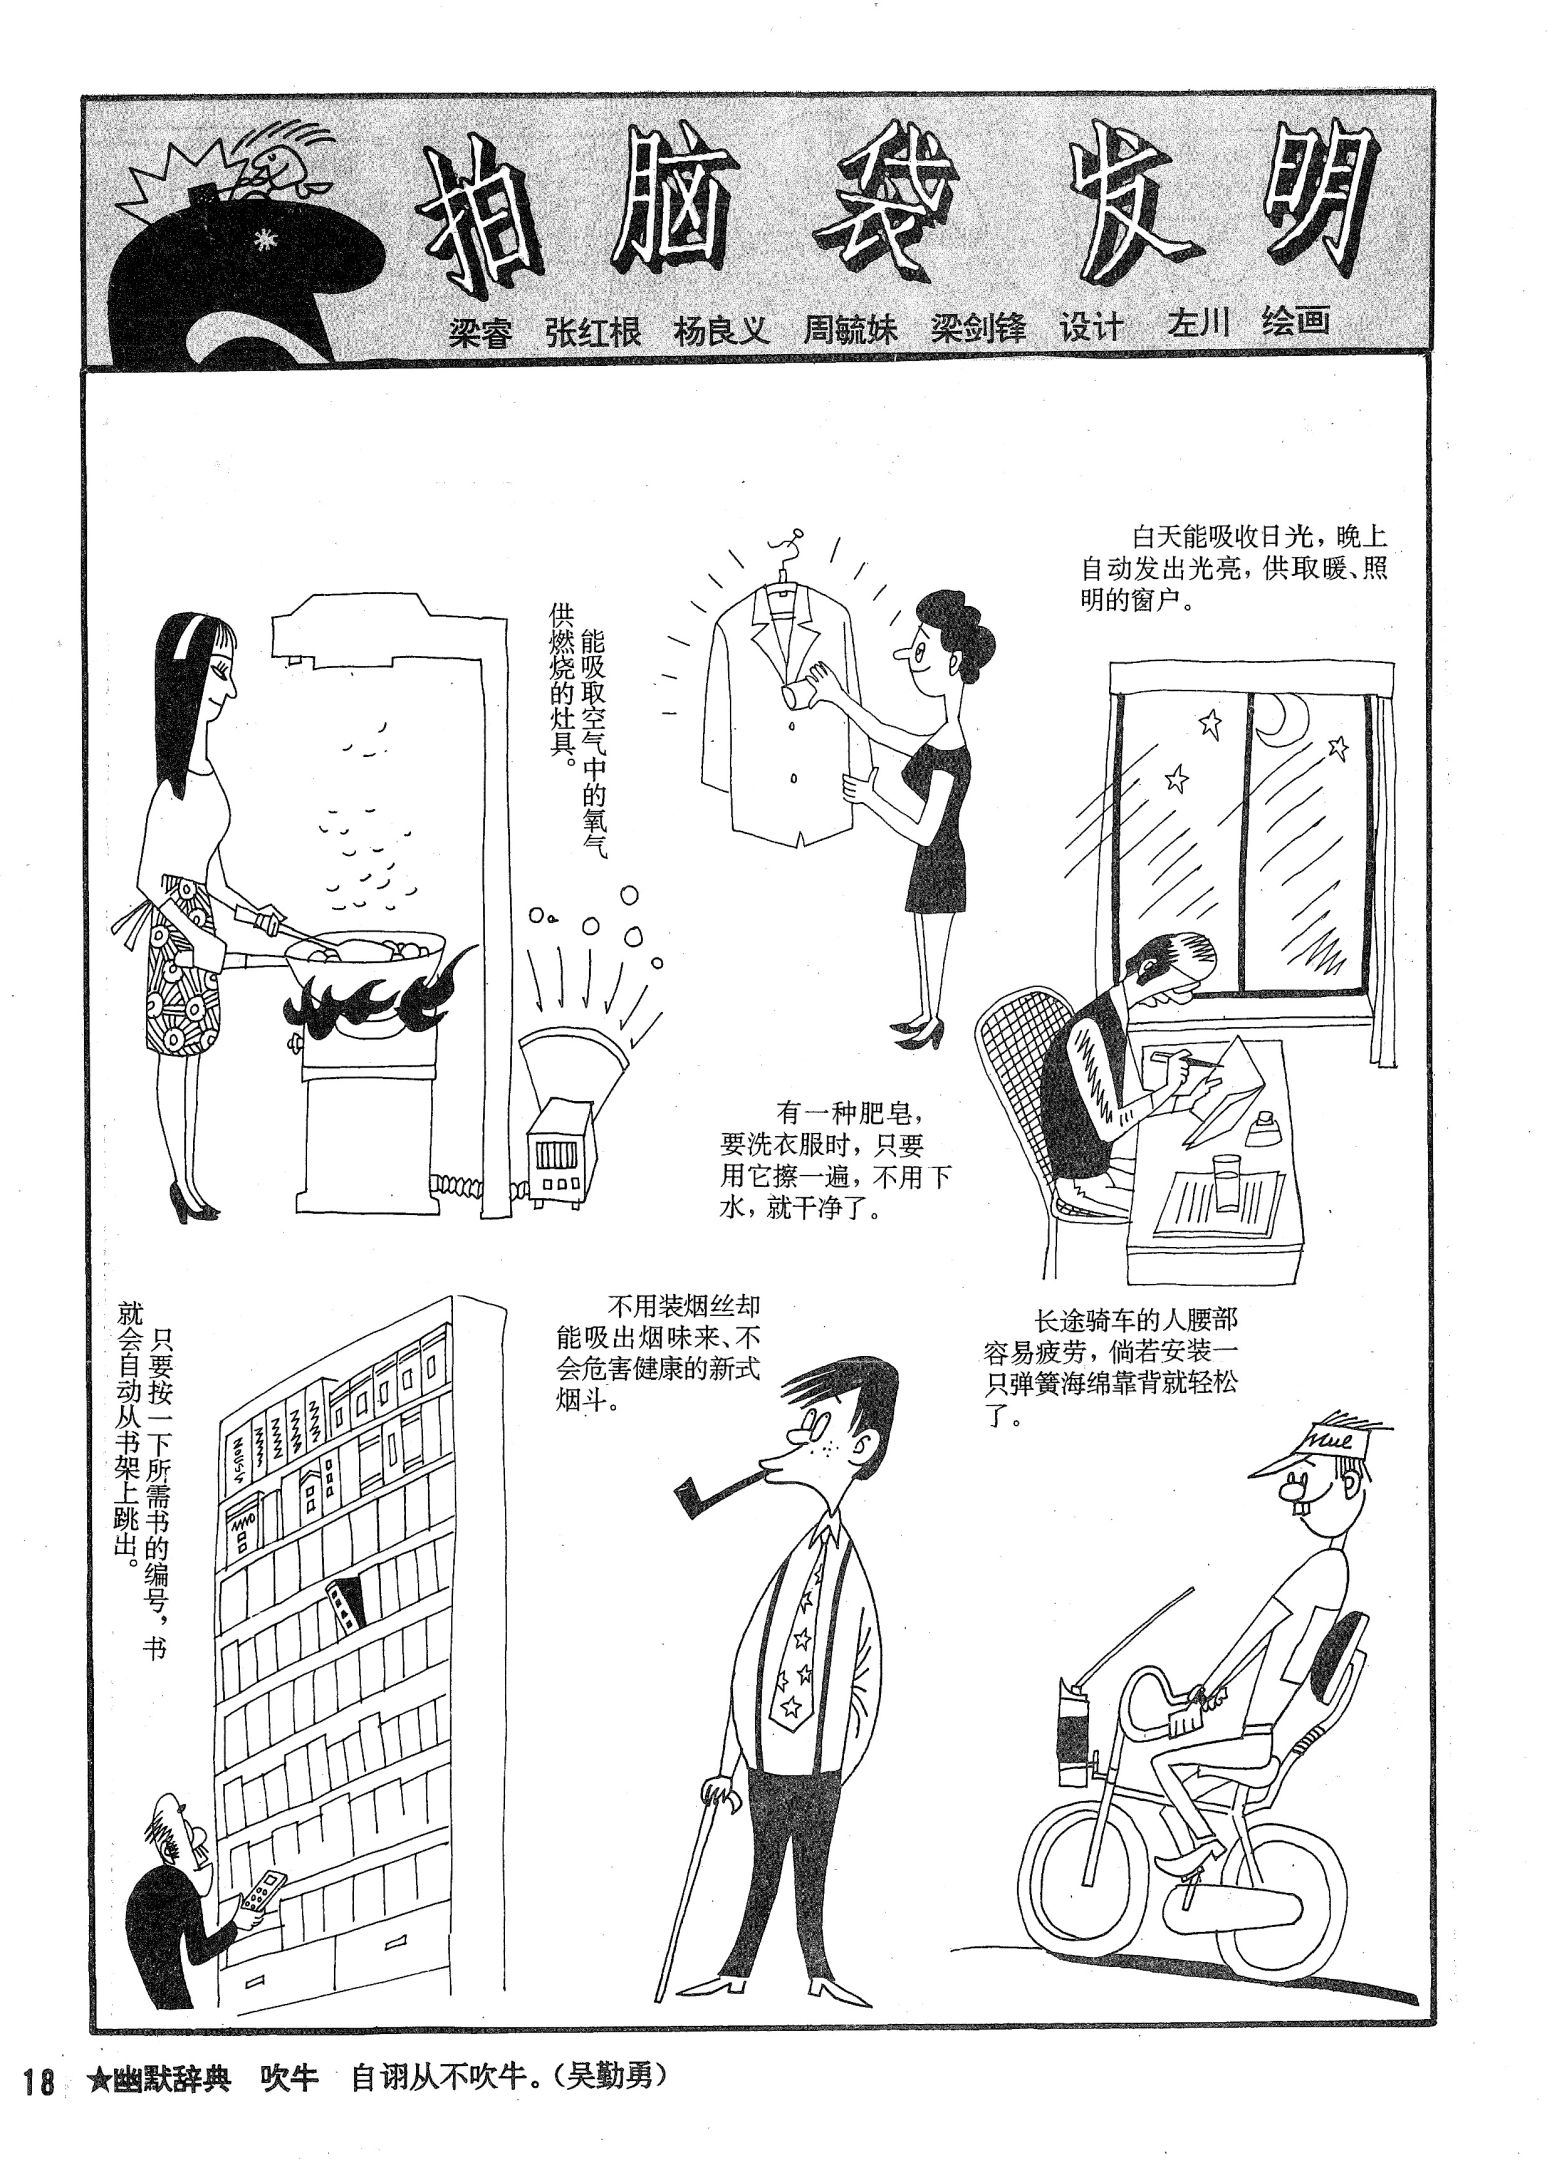 拍脑袋发明
梁睿 张红根 杨良义 周毓妹 梁剑锋 设计 左川 绘画
能吸取空气中的氧气
供燃烧的灶具。
有一种肥皂，
要洗衣服时，只要
用它擦一遍，不用下
水，就干净了。
白天能吸收日光，晚上
自动发出光亮，供取暖、照
明的窗户。
只要按一下所需书的编号，书
就会自动从书架上跳出。
不用装烟丝却
能吸出烟味来、不
会危害健康的新式
烟斗。
长途骑车的人腰部
容易疲劳，倘若安装一
只弹簧海绵靠背就轻松
了。
18 ★幽默辞典 吹牛 自诩从不吹牛。（吴勤勇）